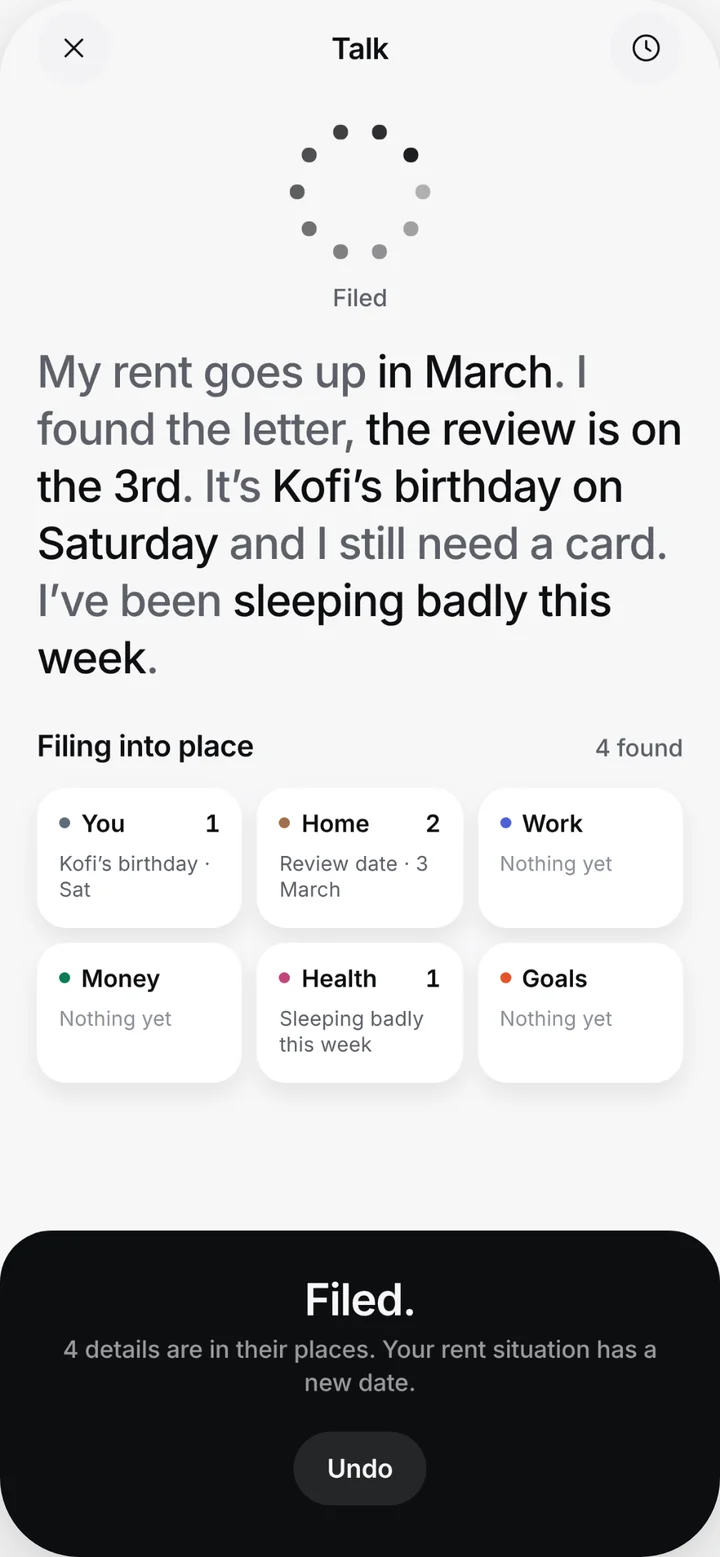 Talk
Filed
My rent goes up in March. I
found the letter, the review is on
the 3rd. It’s Kofi’s birthday on
Saturday and I still need a card.
I’ve been sleeping badly this
week.
Filing into place
4 found
You 1
Kofi’s birthday ·
Sat
Home 2
Review date · 3
March
Work
Nothing yet
Money
Nothing yet
Health 1
Sleeping badly
this week
Goals
Nothing yet
Filed.
4 details are in their places. Your rent situation has a
new date.
Undo